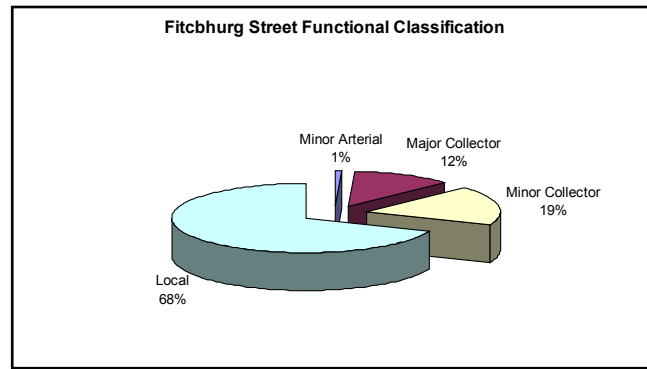 Fitcbhurg Street Functional Classification
Minor Arterial
1%
Major Collector
12%
Minor Collector
19%
Local
68%